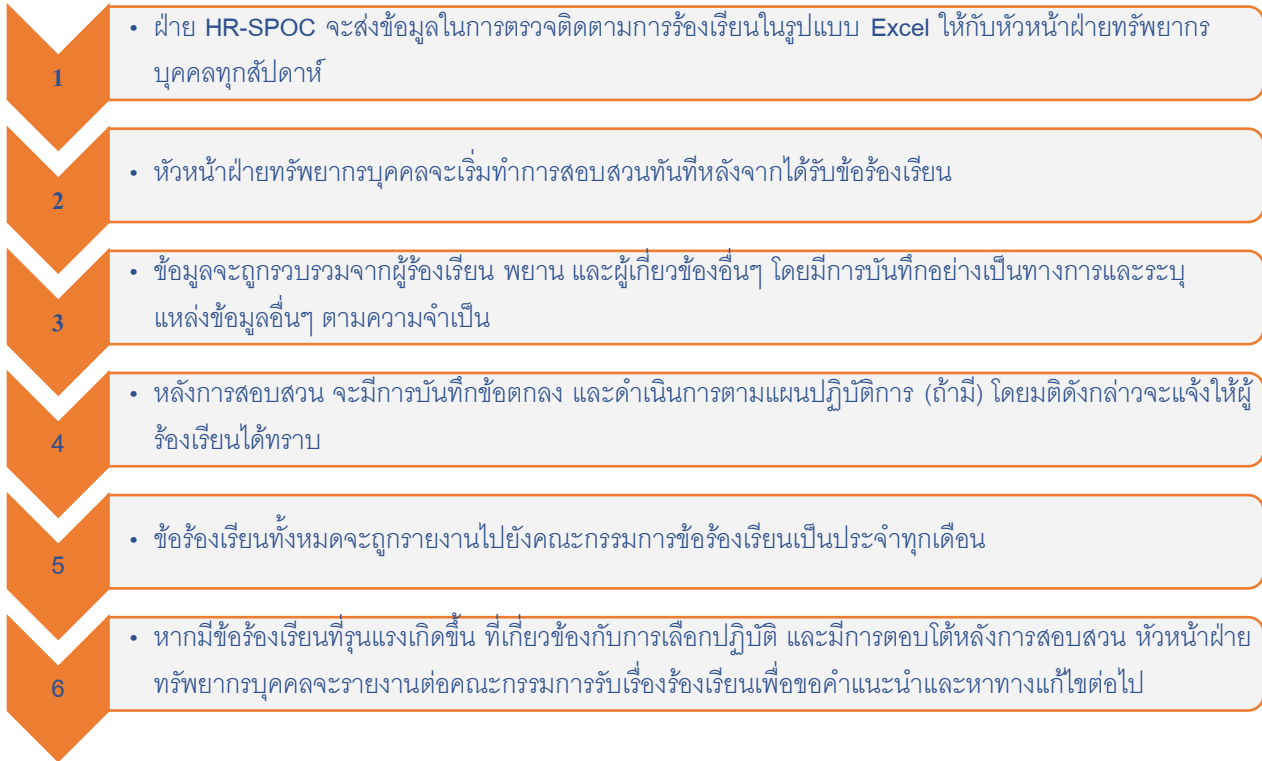 1
• ฝ่าย HR-SPOC จะส่งข้อมูลในการตรวจติดตามการร้องเรียนในรูปแบบ Excel ให้กับหัวหน้าฝ่ายทรัพยากร
บุคคลทุกสัปดาห์
2
• หัวหน้าฝ่ายทรัพยากรบุคคลจะเริ่มทำการสอบสวนทันทีหลังจากได้รับข้อร้องเรียน
3
• ข้อมูลจะถูกรวบรวมจากผู้ร้องเรียน พยาน และผู้เกี่ยวข้องอื่นๆ โดยมีการบันทึกอย่างเป็นทางการและระบุ
แหล่งข้อมูลอื่นๆ ตามความจำเป็น
4
• หลังการสอบสวน จะมีการบันทึกข้อตกลง และดำเนินการตามแผนปฏิบัติการ (ถ้ามี) โดยมติดังกล่าวจะแจ้งให้ผู้
ร้องเรียนได้ทราบ
5
• ข้อร้องเรียนทั้งหมดจะถูกรายงานไปยังคณะกรรมการข้อร้องเรียนเป็นประจำทุกเดือน
6
• หากมีข้อร้องเรียนที่รุนแรงเกิดขึ้น ที่เกี่ยวข้องกับการเลือกปฏิบัติ และมีการตอบโต้หลังการสอบสวน หัวหน้าฝ่าย
ทรัพยากรบุคคลจะรายงานต่อคณะกรรมการรับเรื่องร้องเรียนเพื่อขอคำแนะนำและหาทางแก้ไขต่อไป